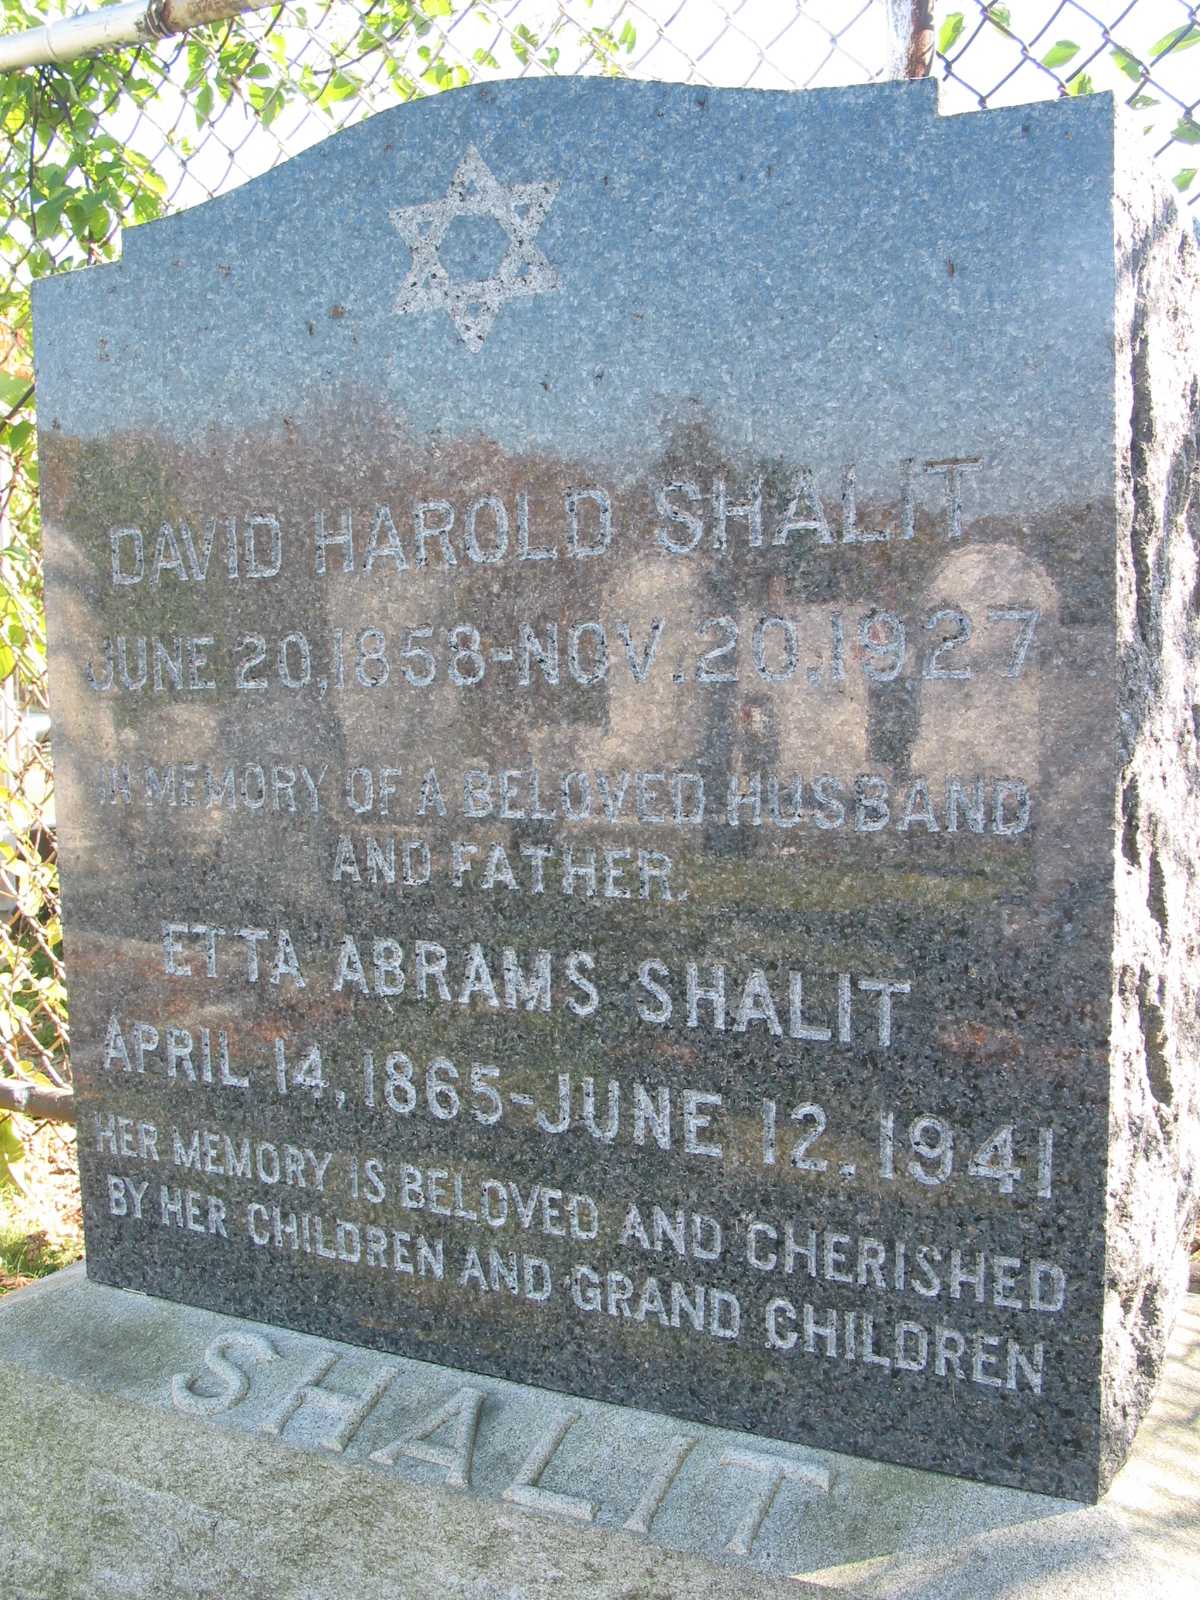 DAVID HAROLD SHALIT
JUNE 20, 1858-NOV. 20, 1927
IN MEMORY OF A BELOVED HUSBAND
AND FATHER.
ETTA ABRAMS SHALIT
APRIL 14, 1865-JUNE 12, 1941
HER MEMORY IS BELOVED AND CHERISHED
BY HER CHILDREN AND GRAND CHILDREN
SHALIT